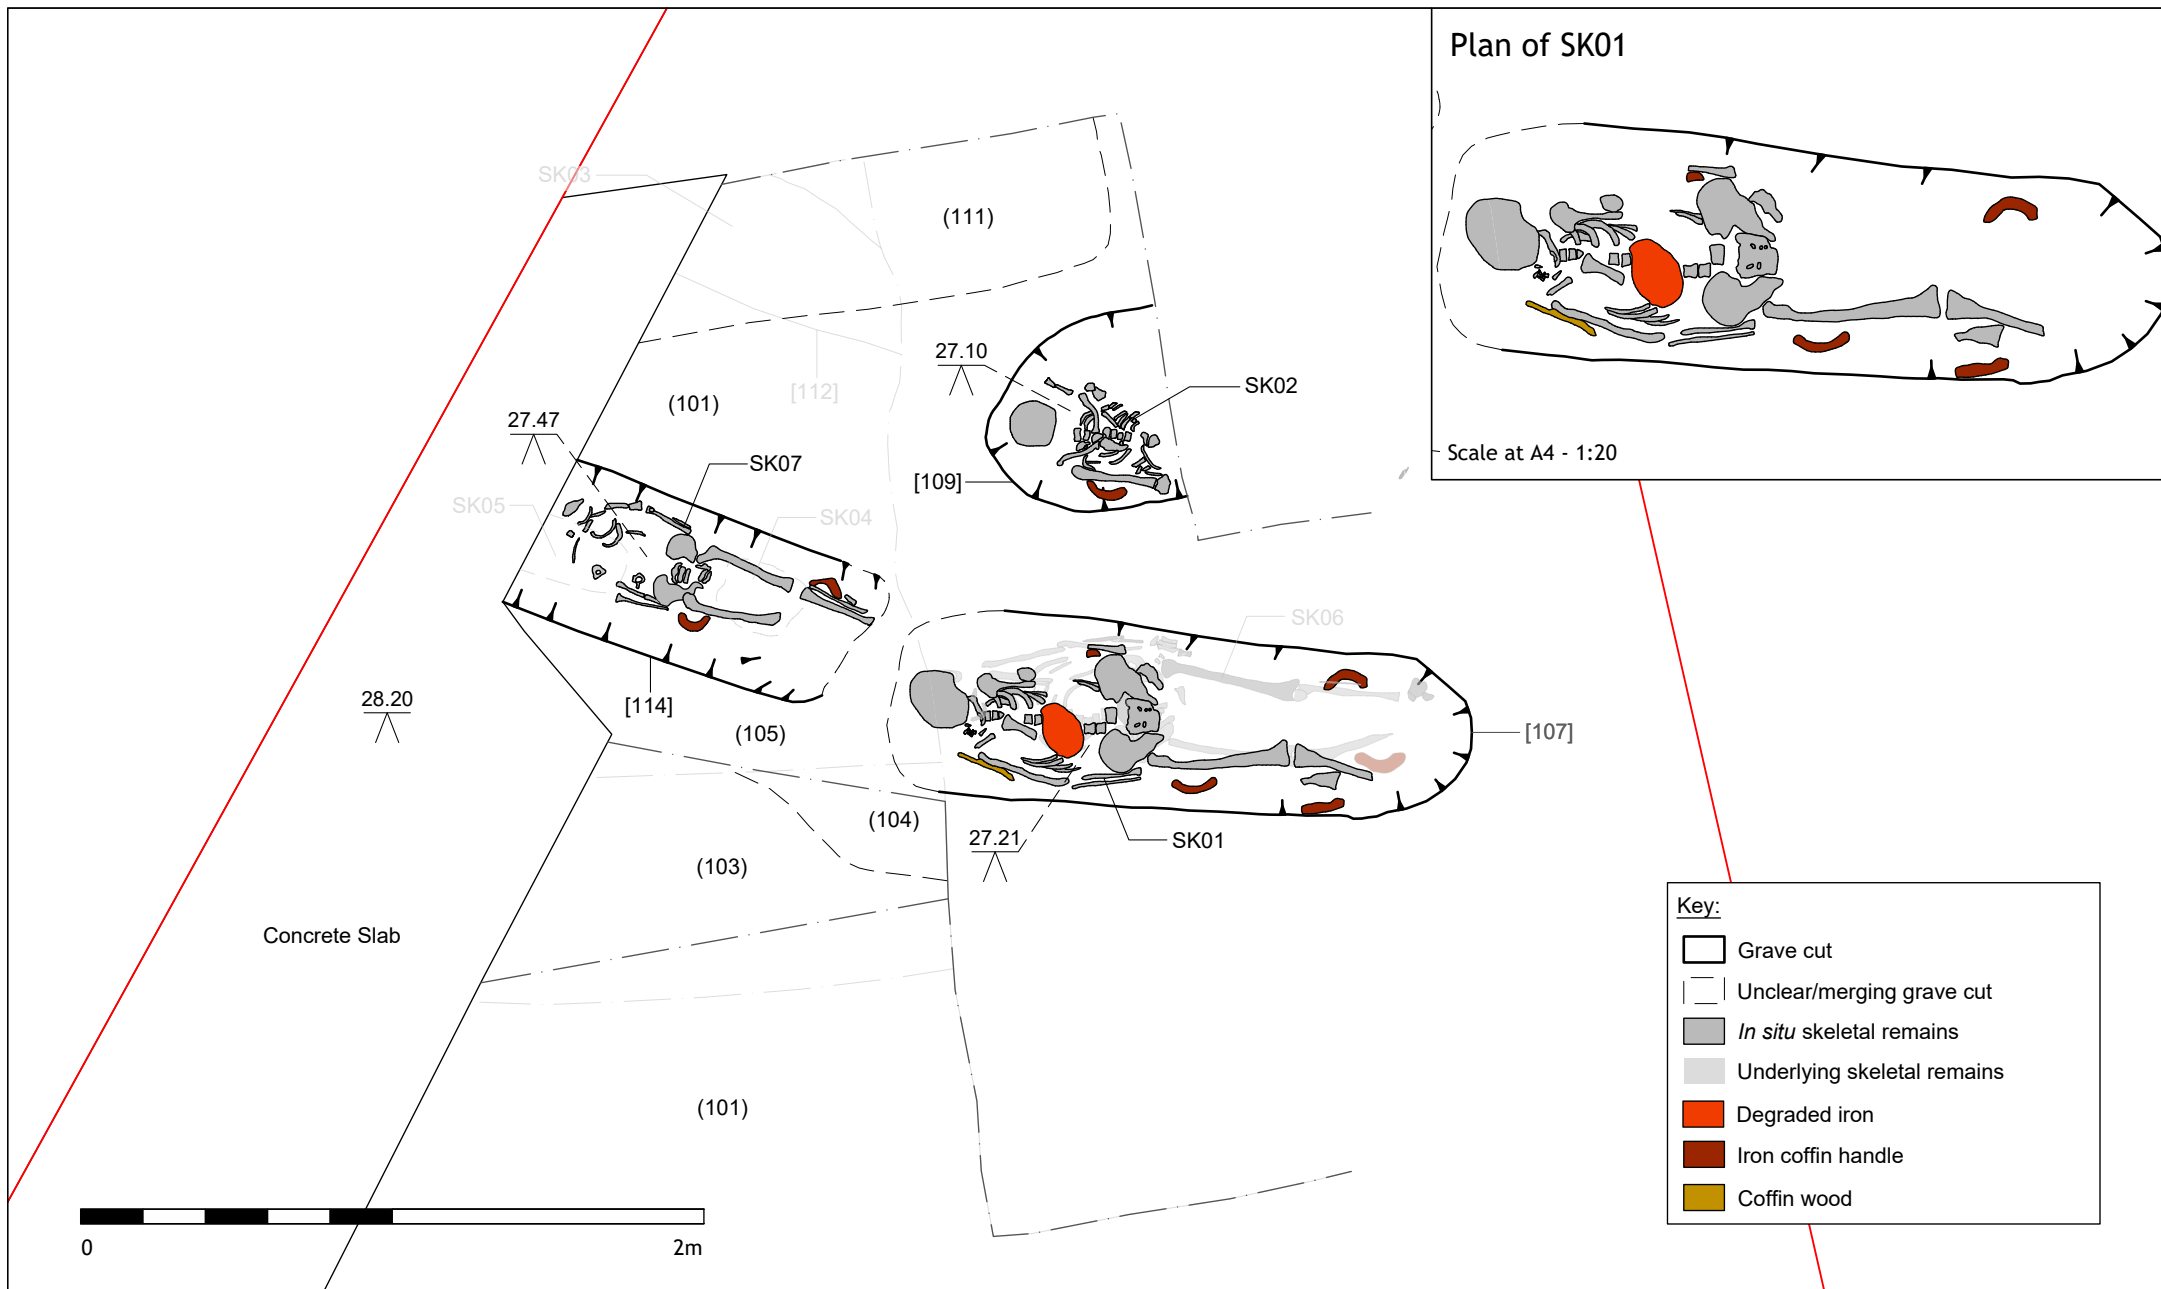 Plan of SK01
Scale at A4 - 1:20
SK03
(111)
27.10
SK02
[112]
(101)
27.47
SK07
[109]
SK05
SK04
SK06
28.20
[114]
(105)
[107]
(104)
27.21
SK01
(103)
Concrete Slab
(101)
0
2m
Key:
Grave cut
Unclear/merging grave cut
In situ skeletal remains
Underlying skeletal remains
Degraded iron
Iron coffin handle
Coffin wood